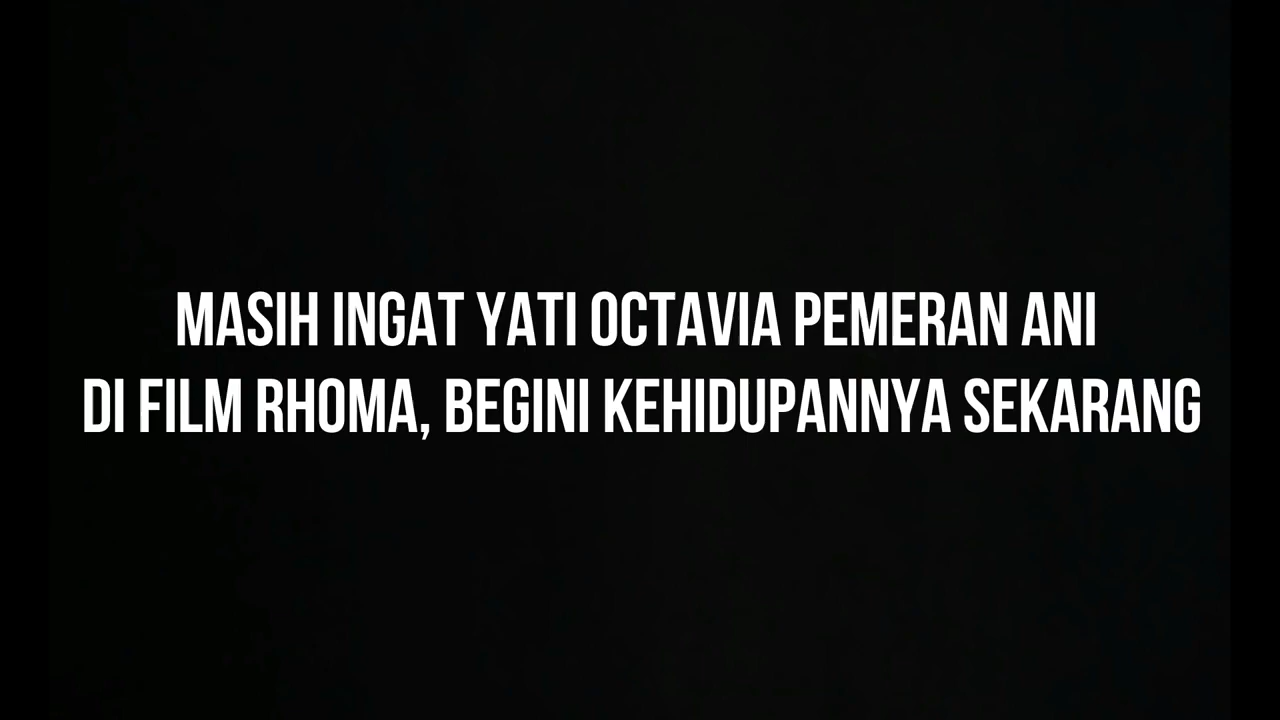 MASIH INGAT YATI OCTAVIA PEMERAN ANI
DI FILM RHOMA, BEGINI KEHIDUPANNYA SEKARANG